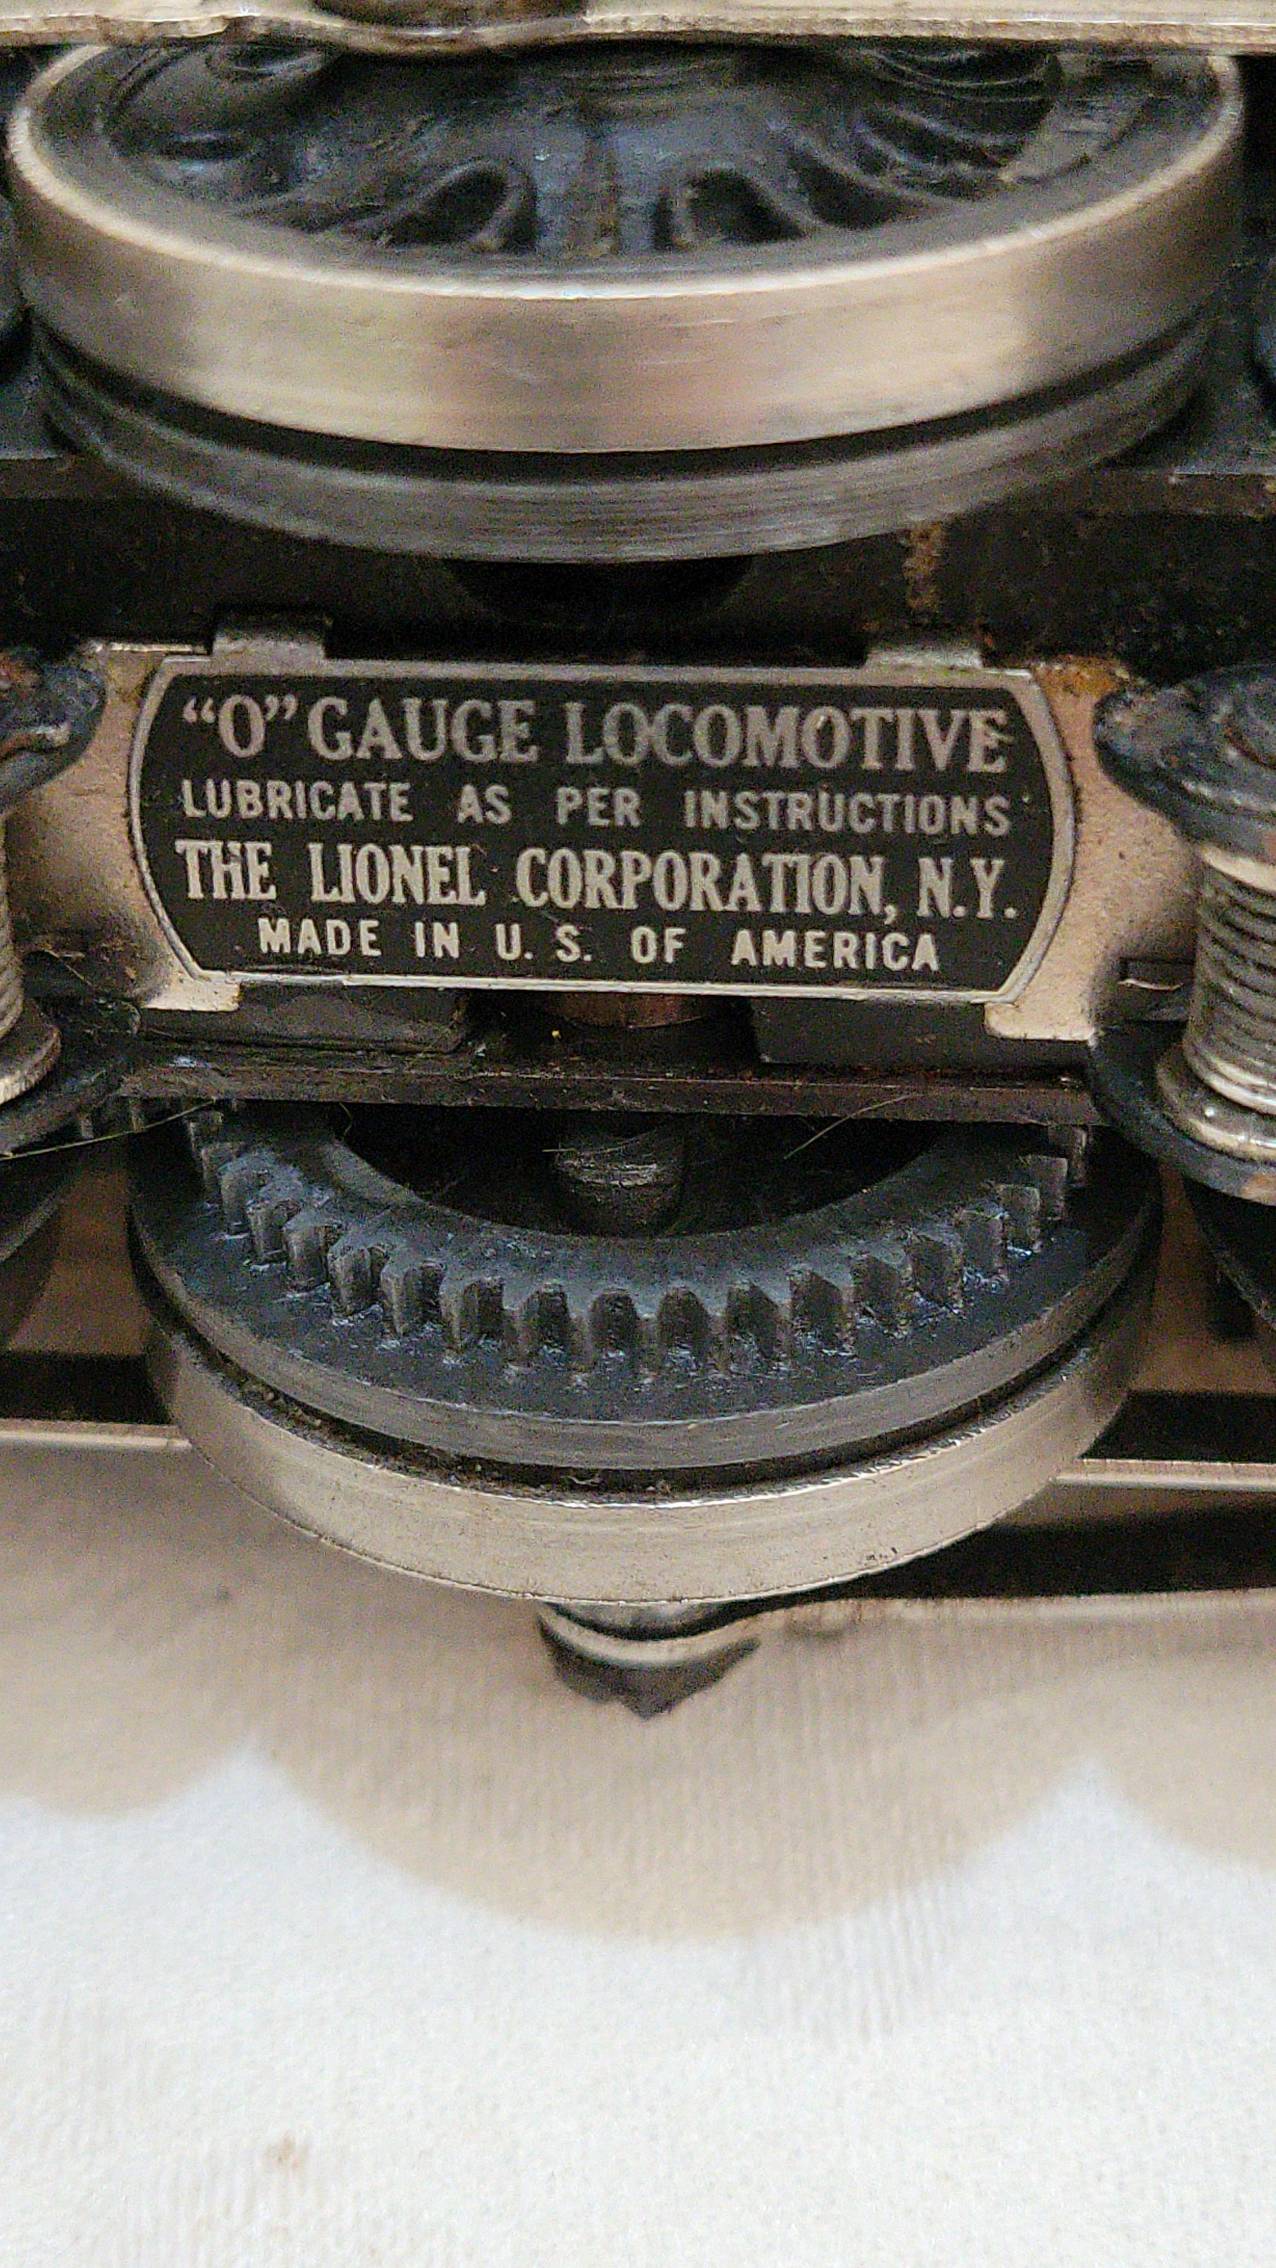 “O” GAUGE LOCOMOTIVE
LUBRICATE AS PER INSTRUCTIONS
THE LIONEL CORPORATION, N.Y.
MADE IN U. S. OF AMERICA